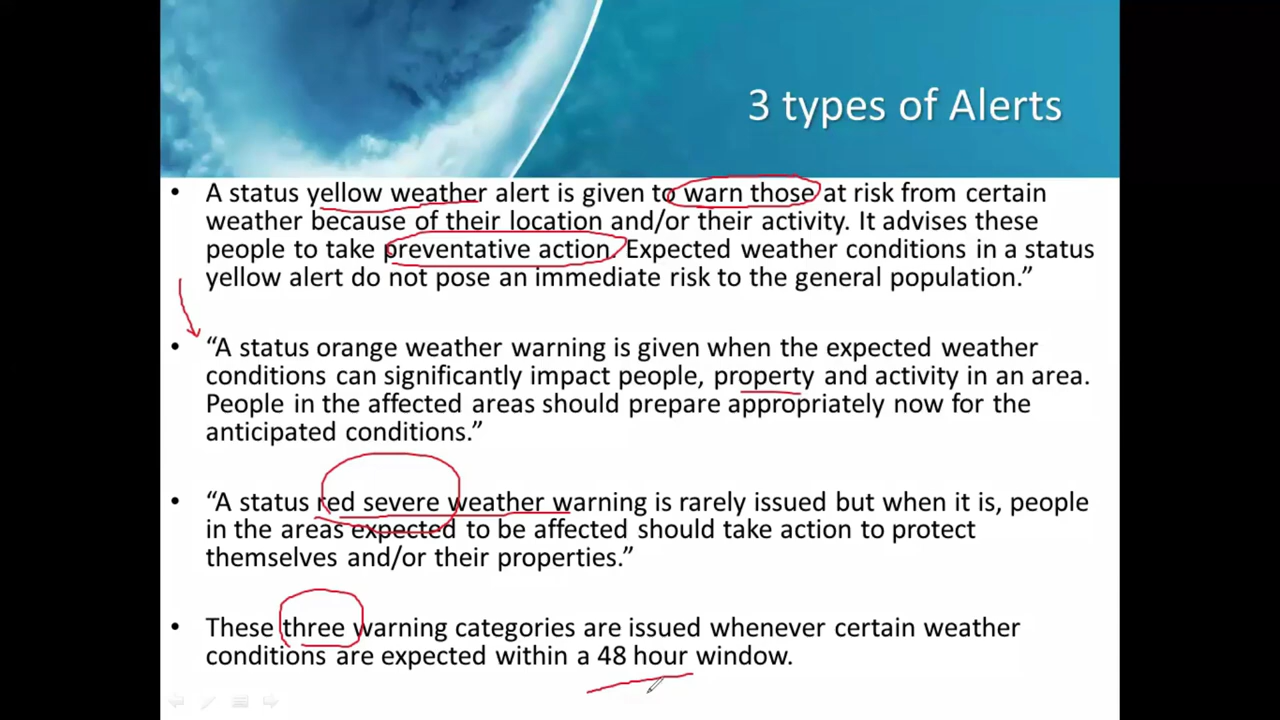 3 types of Alerts
• A status yellow weather alert is given to warn those at risk from certain
weather because of their location and/or their activity. It advises these
people to take preventative action. Expected weather conditions in a status
yellow alert do not pose an immediate risk to the general population.”
• “A status orange weather warning is given when the expected weather
conditions can significantly impact people, property and activity in an area.
People in the affected areas should prepare appropriately now for the
anticipated conditions.”
• “A status red severe weather warning is rarely issued but when it is, people
in the areas expected to be affected should take action to protect
themselves and/or their properties.”
• These three warning categories are issued whenever certain weather
conditions are expected within a 48 hour window.